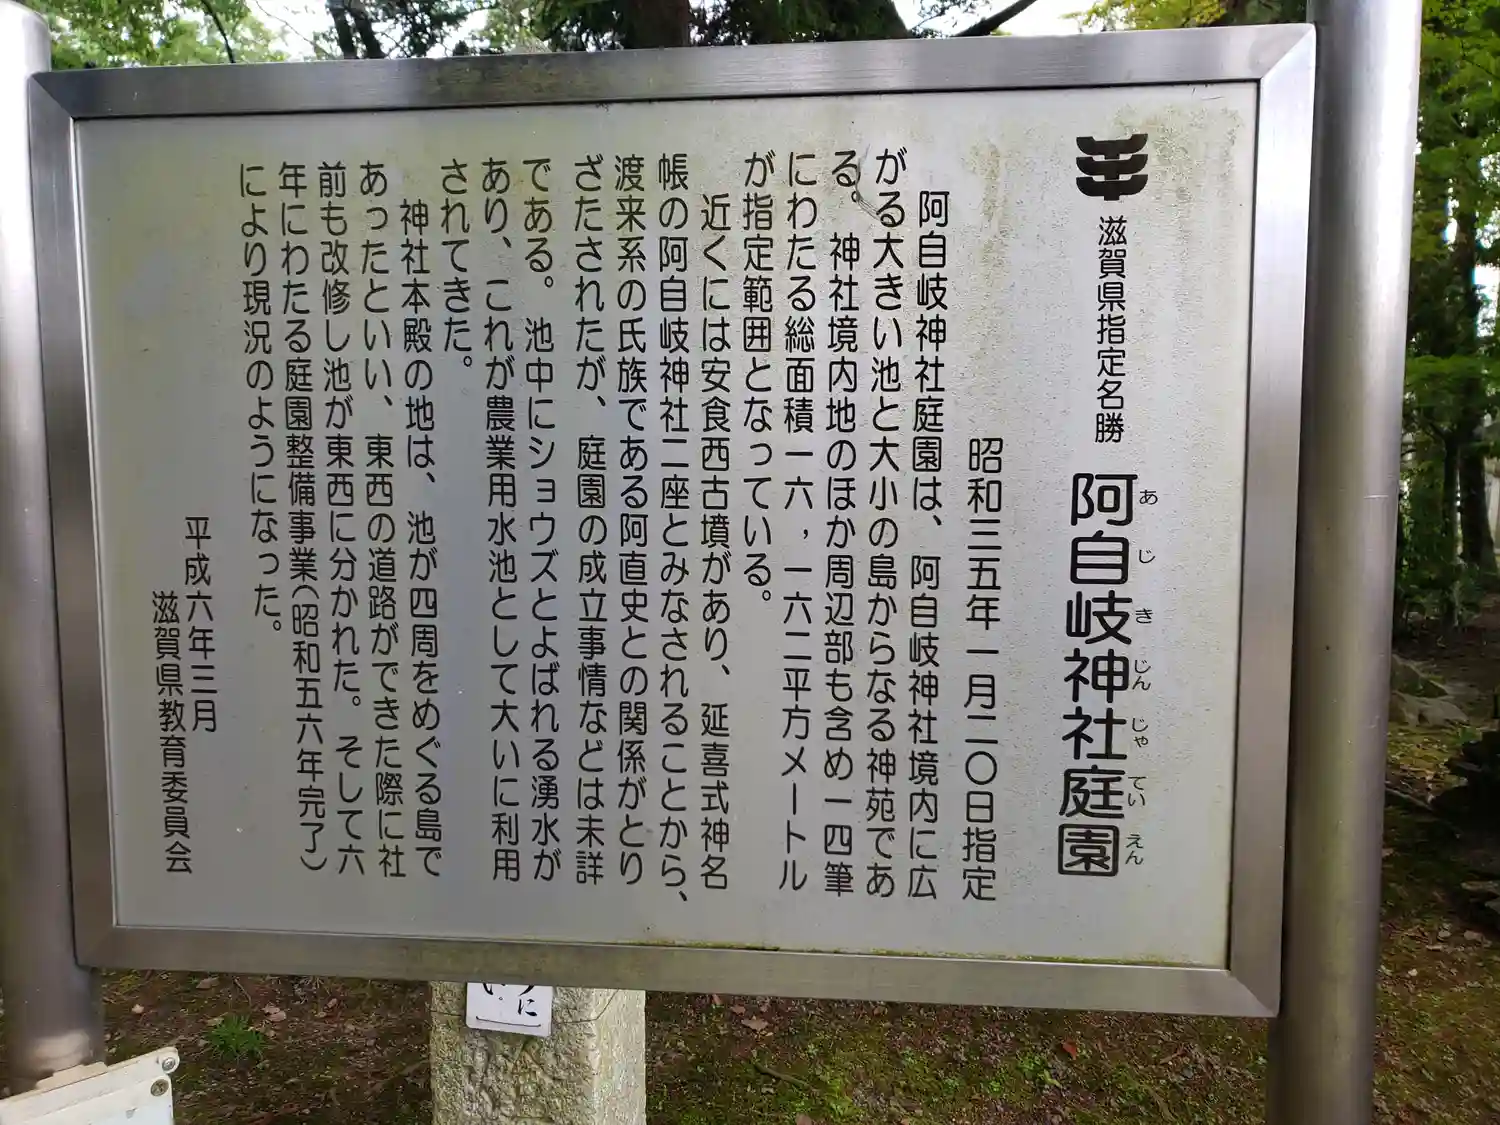 滋賀県指定名勝 阿自岐神社庭園
あ じ き じん じゃ てい えん
昭和三五年一月二〇日指定
阿自岐神社庭園は、阿自岐神社境内に広
がる大きい池と大小の島からなる神苑であ
る。神社境内地のほか周辺部も含め一四筆
にわたる総面積一六,一六二平方メートル
が指定範囲となっている。
近くには安食西古墳があり、延喜式神名
帳の阿自岐神社二座とみなされることから、
渡来系の氏族である阿直史との関係がとり
ざたされたが、庭園の成立事情などは未詳
である。池中にショウズとよばれる湧水が
あり、これが農業用水池として大いに利用
されてきた。
神社本殿の地は、池が四周をめぐる島で
あったといい、東西の道路ができた際に社
前も改修し池が東西に分かれた。そして六
年にわたる庭園整備事業(昭和五六年完了)
により現況のようになった。
平成六年三月
滋賀県教育委員会